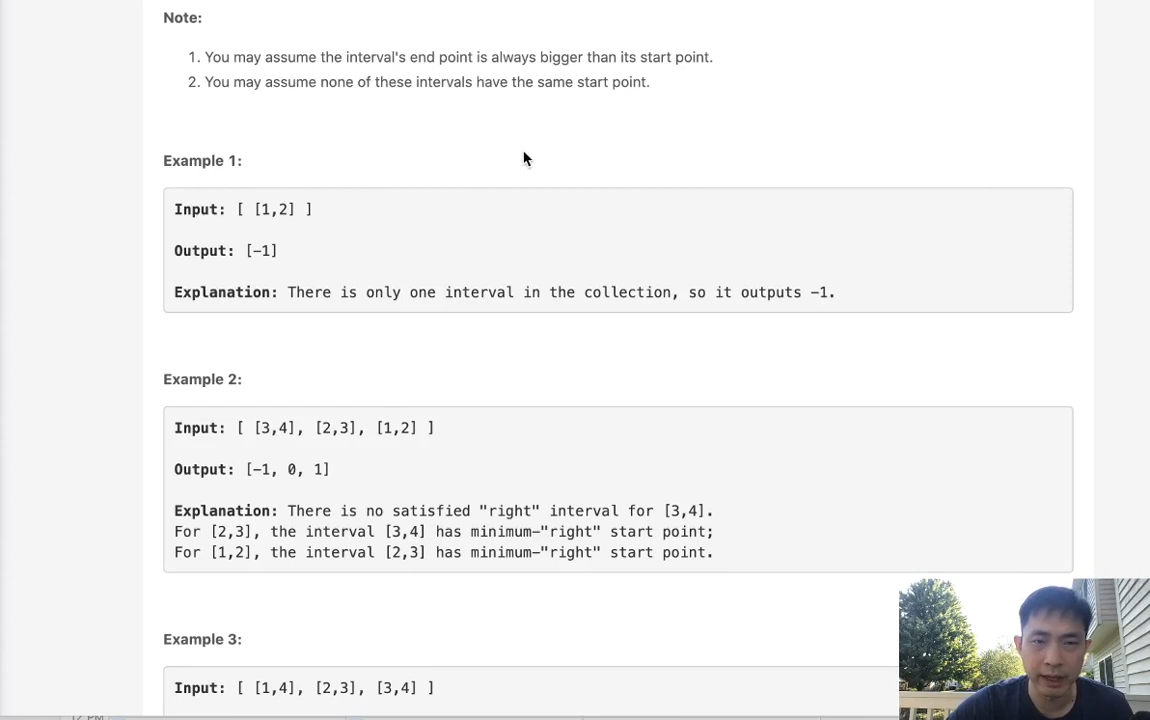 Note:
1. You may assume the interval's end point is always bigger than its start point.
2. You may assume none of these intervals have the same start point.
Example 1:
Input: [ [1,2] ]
Output: [-1]
Explanation: There is only one interval in the collection, so it outputs -1.
Example 2:
Input: [ [3,4], [2,3], [1,2] ]
Output: [-1, 0, 1]
Explanation: There is no satisfied "right" interval for [3,4].
For [2,3], the interval [3,4] has minimum-"right" start point;
For [1,2], the interval [2,3] has minimum-"right" start point.
Example 3:
Input: [ [1,4], [2,3], [3,4] ]
12 PM